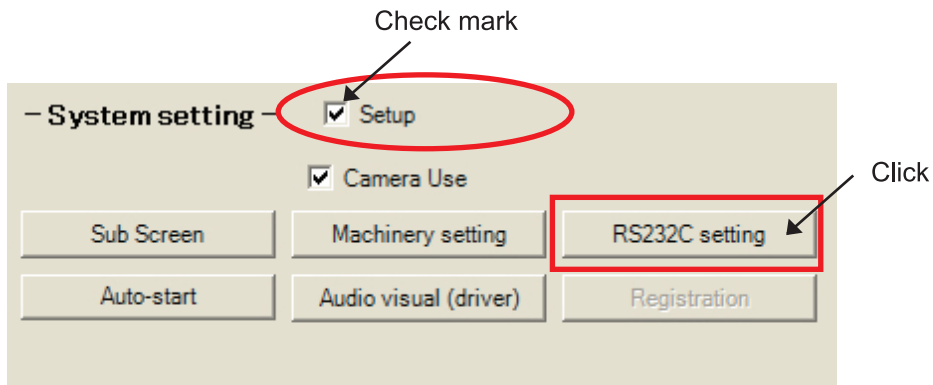 Check mark
– System setting –
Setup
Camera Use
Click
Sub Screen
Machinery setting
RS232C setting
Auto-start
Audio visual (driver)
Registration